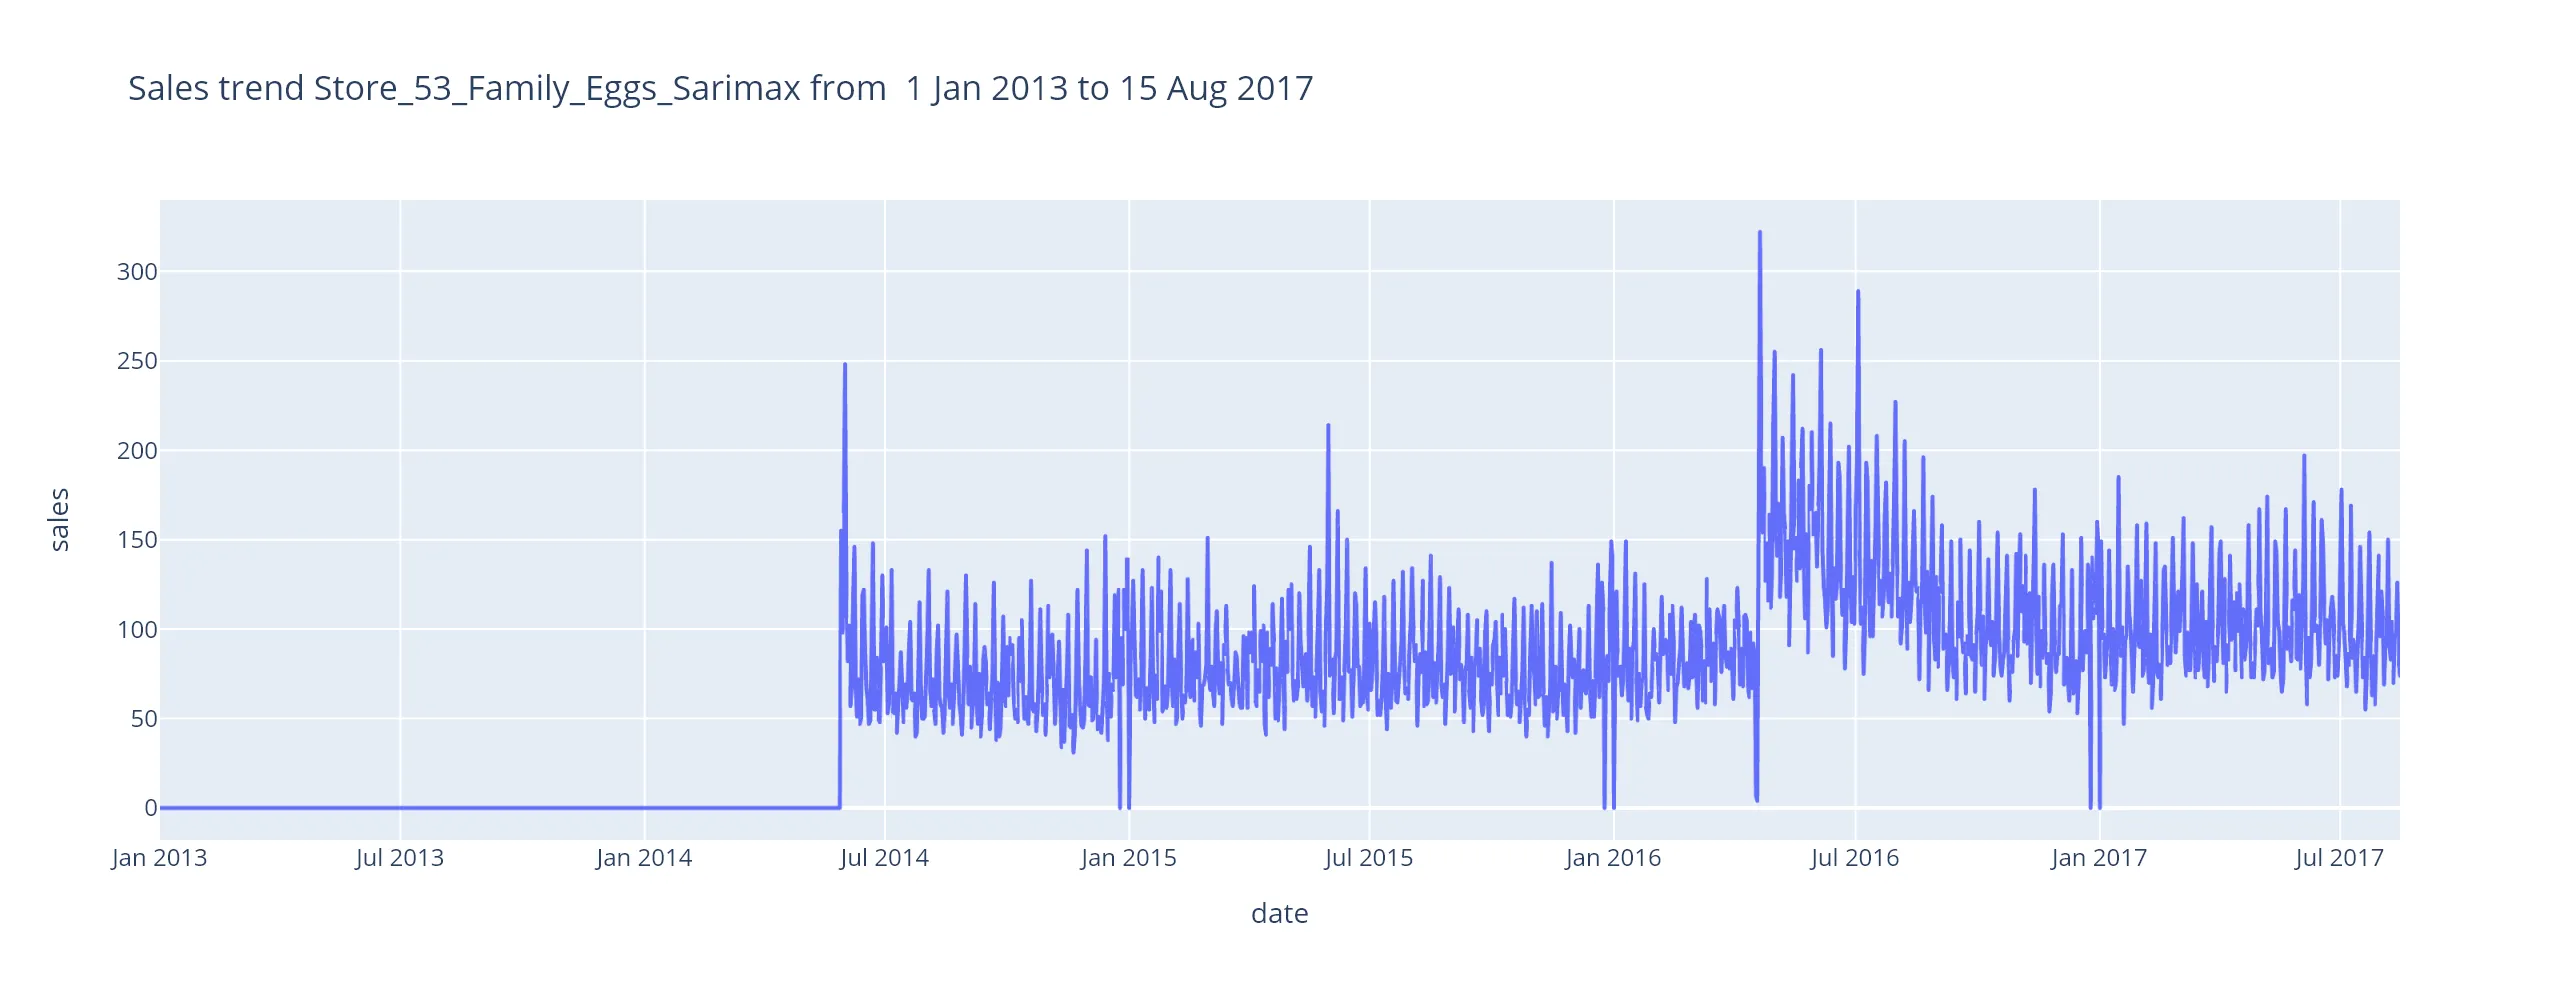 Sales trend Store_53_Family_Eggs_Sarimax from  1 Jan 2013 to 15 Aug 2017
sales
300
250
200
150
100
50
0
Jan 2013 Jul 2013 Jan 2014 Jul 2014 Jan 2015 Jul 2015 Jan 2016 Jul 2016 Jan 2017 Jul 2017
date